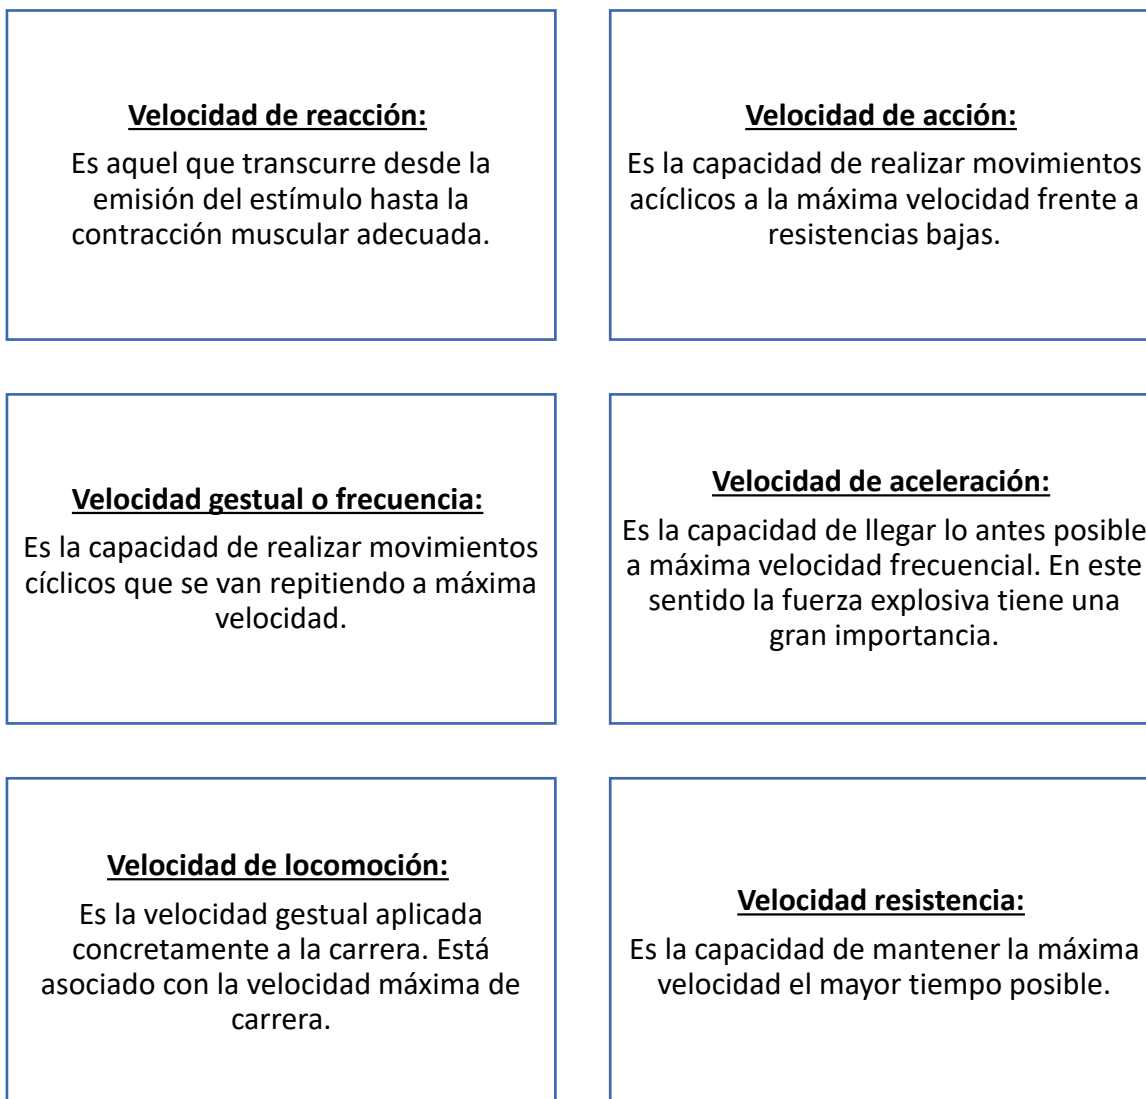 Velocidad de reacción:
Es aquel que transcurre desde la
emisión del estímulo hasta la
contracción muscular adecuada.
Velocidad de acción:
Es la capacidad de realizar movimientos
acíclicos a la máxima velocidad frente a
resistencias bajas.
Velocidad gestual o frecuencia:
Es la capacidad de realizar movimientos
cíclicos que se van repitiendo a máxima
velocidad.
Velocidad de aceleración:
Es la capacidad de llegar lo antes posible
a máxima velocidad frecuencial. En este
sentido la fuerza explosiva tiene una
gran importancia.
Velocidad de locomoción:
Es la velocidad gestual aplicada
concretamente a la carrera. Está
asociado con la velocidad máxima de
carrera.
Velocidad resistencia:
Es la capacidad de mantener la máxima
velocidad el mayor tiempo posible.